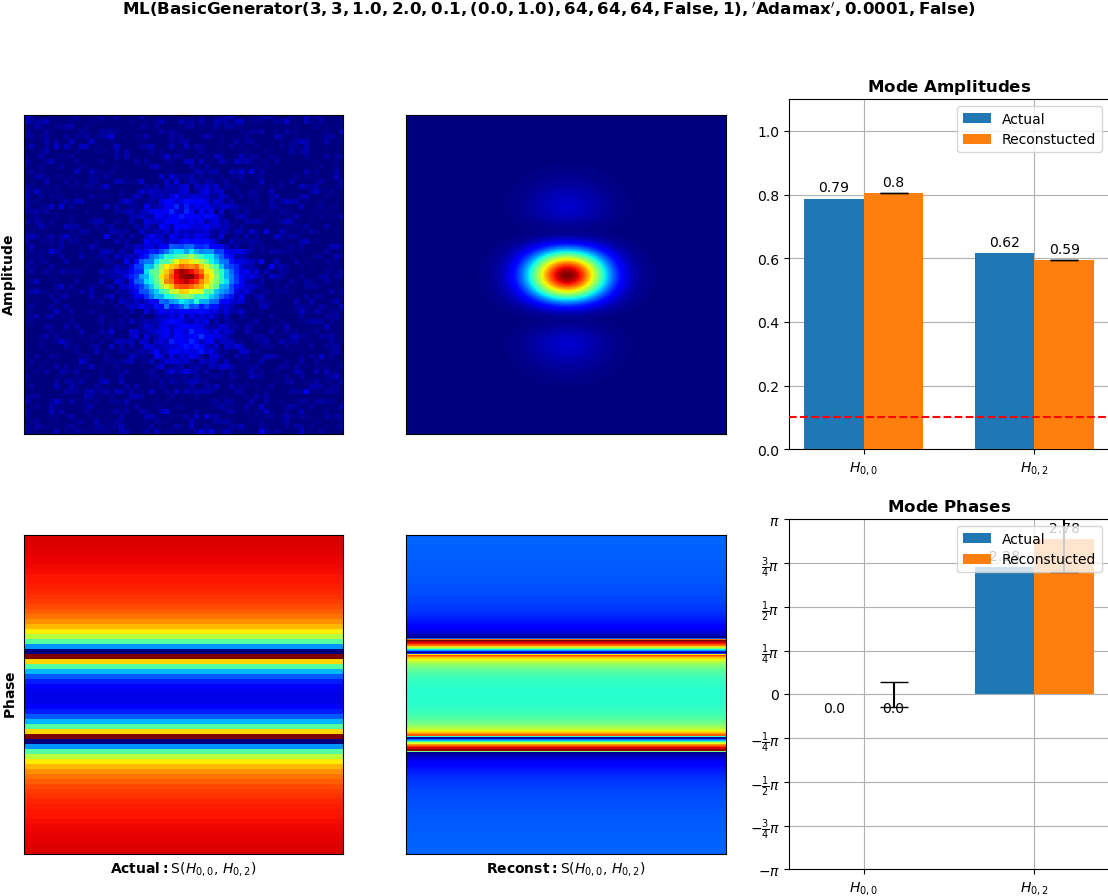 ML(BasicGenerator(3, 3, 1.0, 2.0, 0.1, (0.0, 1.0), 64, 64, 64, False, 1), ′Adamax′, 0.0001, False)
Amplitude
Mode Amplitudes
Actual
Reconstucted
1.0
0.8
0.6
0.4
0.2
0.0
0.79
0.8
0.62
0.59
H0, 0
H0, 2
Phase
Actual: S(H0, 0, H0, 2)
Reconst: S(H0, 0, H0, 2)
Mode Phases
Actual
Reconstucted
π
3/4π
1/2π
1/4π
0
−1/4π
−1/2π
−3/4π
−π
0.0
0.0
2.78
H0, 0
H0, 2